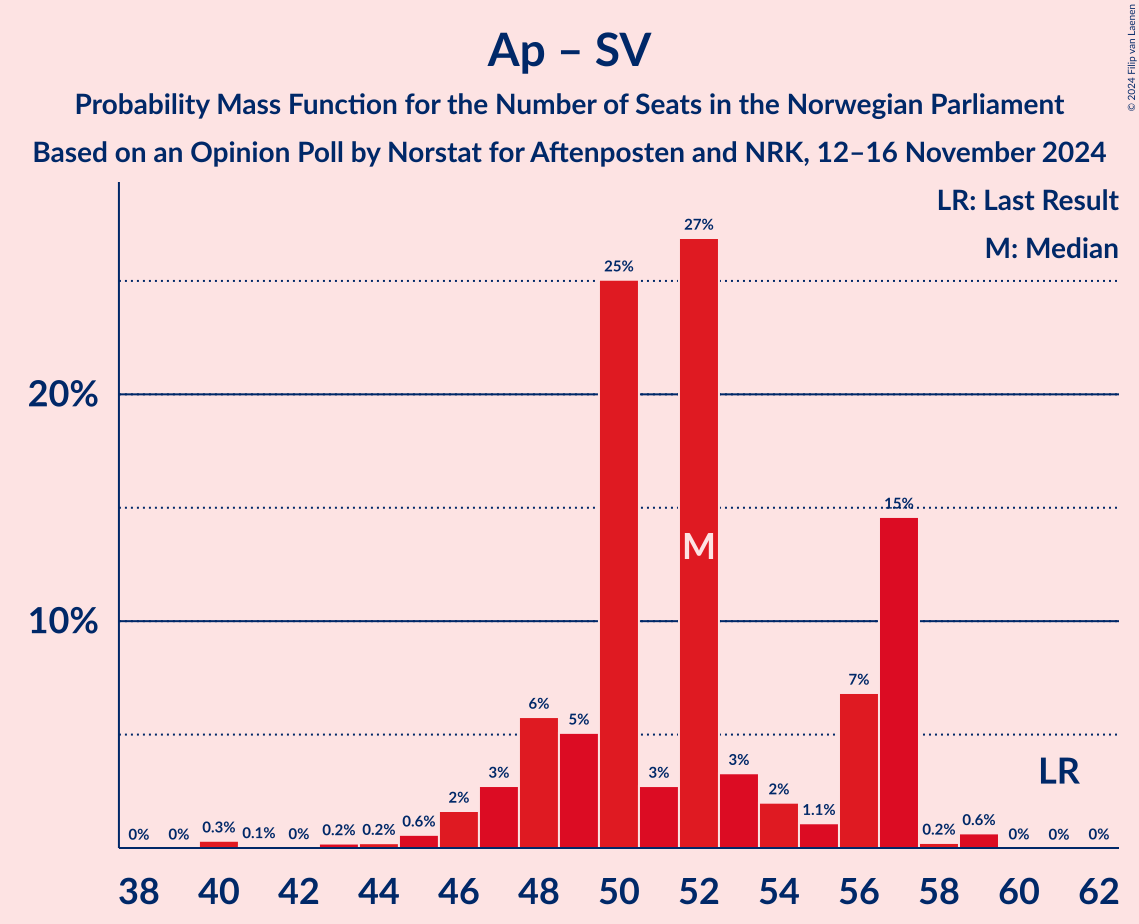 Ap – SV
Probability Mass Function for the Number of Seats in the Norwegian Parliament
Based on an Opinion Poll by Norstat for Aftenposten and NRK, 12–16 November 2024
© 2024 Filip van Laenen
LR: Last Result
M: Median
20%
10%
0% 0% 0.3% 0.1% 0% 0.2% 0.2% 0.6% 2% 3% 6% 5% 25% 3% 27% 3% 2% 1.1% 7% 15% 0.2% 0.6% 0% 0% 0%
M
LR
38 40 42 44 46 48 50 52 54 56 58 60 62